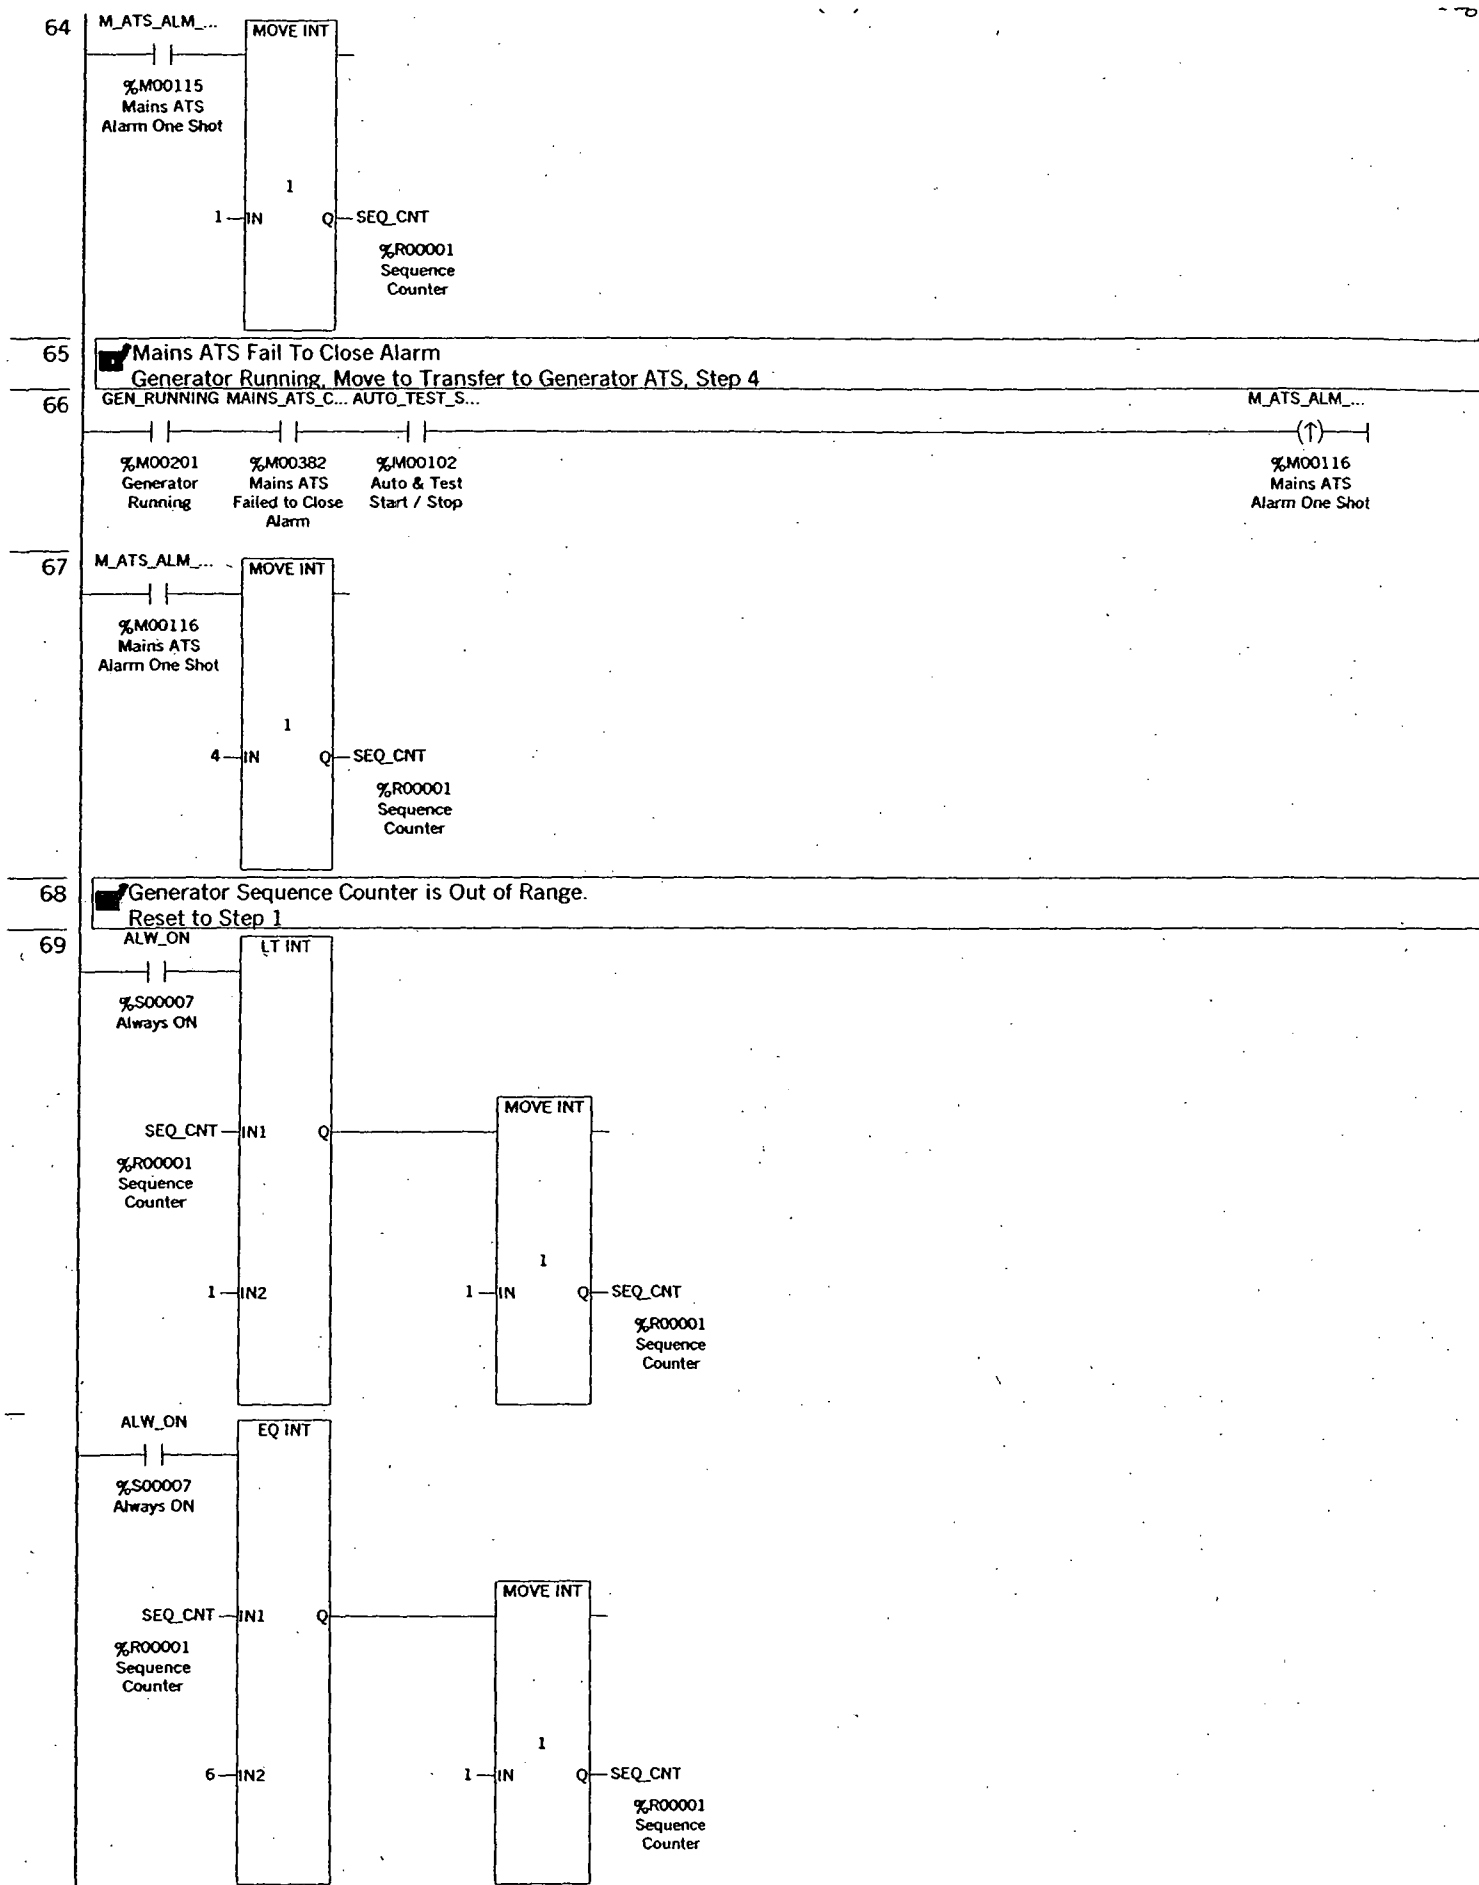 64
M_ATS_ALM_...
MOVE INT
%M00115
Mains ATS
Alarm One Shot
1
1 IN Q SEQ_CNT
%R00001
Sequence
Counter
65
Mains ATS Fail To Close Alarm
Generator Running, Move to Transfer to Generator ATS, Step 4
66
GEN_RUNNING MAINS_ATS_C... AUTO_TEST_S... M_ATS_ALM_...
(↑)
%M00201 %M00382 %M00102 %M00116
Generator Mains ATS Auto & Test Mains ATS
Running Failed to Close Start / Stop Alarm One Shot
Alarm
67
M_ATS_ALM_...
MOVE INT
%M00116
Mains ATS
Alarm One Shot
1
4 IN Q SEQ_CNT
%R00001
Sequence
Counter
68
Generator Sequence Counter is Out of Range.
Reset to Step 1
69
ALW_ON
LT INT
%S00007
Always ON
MOVE INT
SEQ_CNT IN1 Q
%R00001
Sequence
Counter
1
1 IN2 1 IN Q SEQ_CNT
%R00001
Sequence
Counter
ALW_ON
EQ INT
%S00007
Always ON
MOVE INT
SEQ_CNT IN1 Q
%R00001
Sequence
Counter
1
6 IN2 1 IN Q SEQ_CNT
%R00001
Sequence
Counter